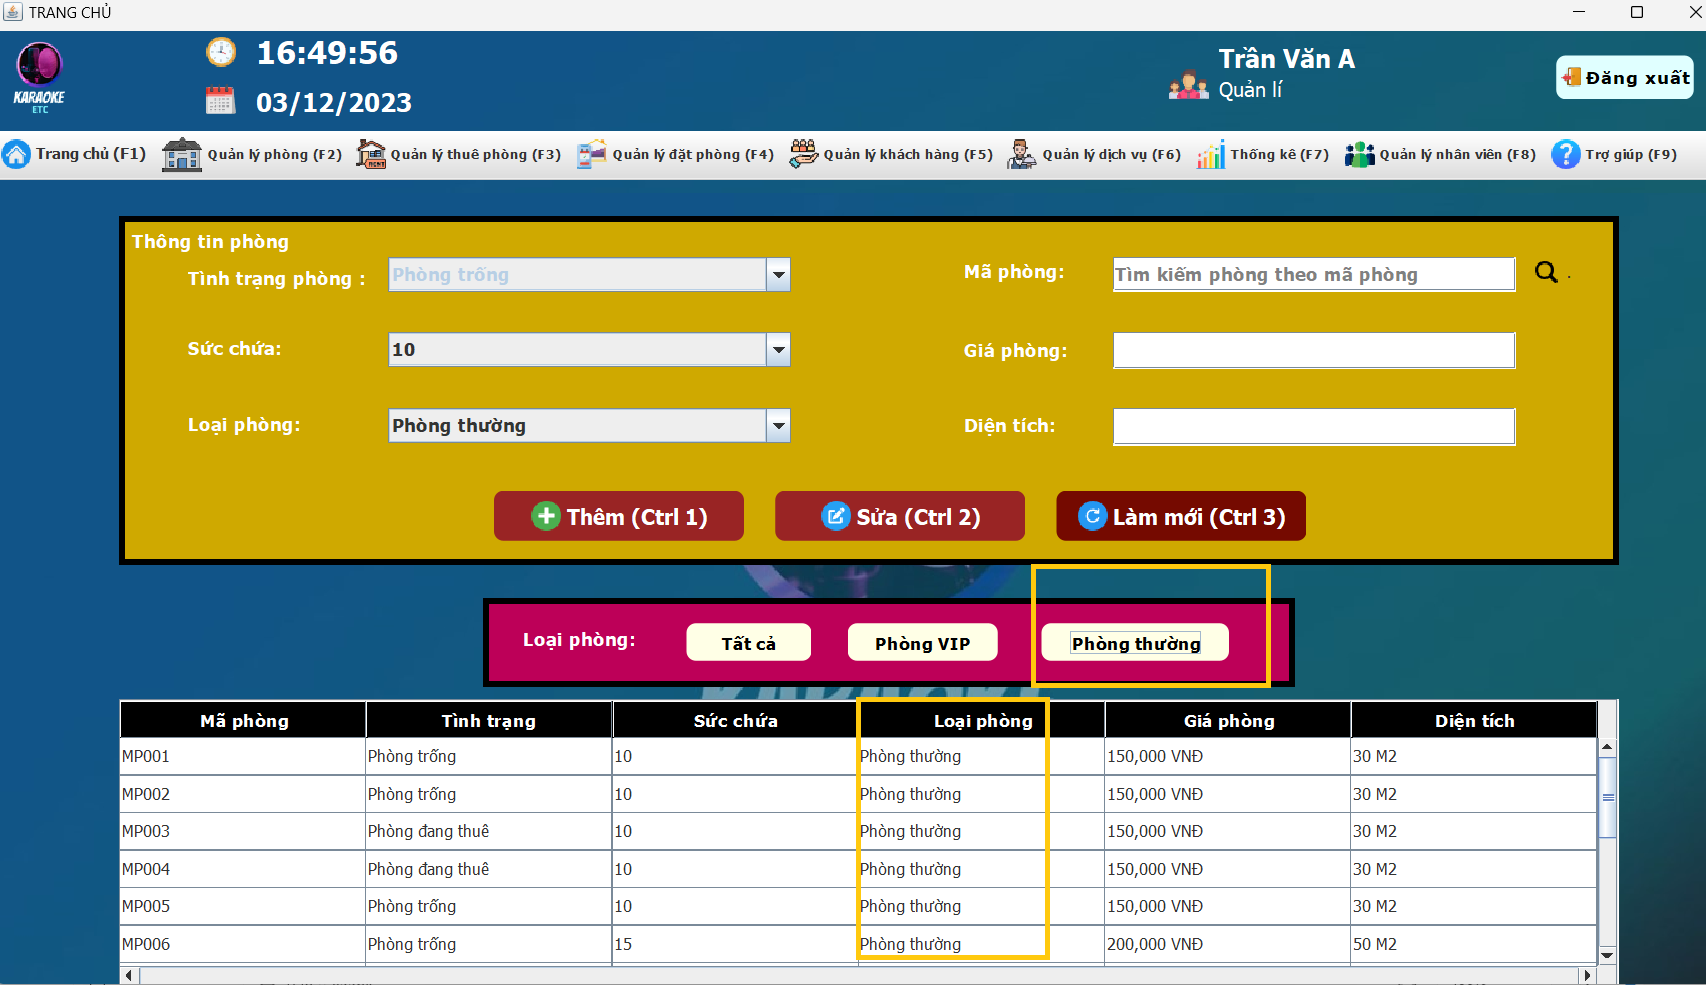 TRANG CHỦ
KARAOKE
ETC
16:49:56
03/12/2023
Trần Văn A
Quản lí
Đăng xuất
Trang chủ (F1)
Quản lý phòng (F2)
Quản lý thuê phòng (F3)
Quản lý đặt phòng (F4)
Quản lý khách hàng (F5)
Quản lý dịch vụ (F6)
Thống kê (F7)
Quản lý nhân viên (F8)
Trợ giúp (F9)
Thông tin phòng
Tình trạng phòng :
Phòng trống
Mã phòng:
Tìm kiếm phòng theo mã phòng
.
Sức chứa:
10
Giá phòng:
Loại phòng:
Phòng thường
Diện tích:
Thêm (Ctrl 1)
Sửa (Ctrl 2)
Làm mới (Ctrl 3)
Loại phòng:
Tất cả
Phòng VIP
Phòng thường
Mã phòng Tình trạng Sức chứa Loại phòng Giá phòng Diện tích
MP001 Phòng trống 10 Phòng thường 150,000 VNĐ 30 M2
MP002 Phòng trống 10 Phòng thường 150,000 VNĐ 30 M2
MP003 Phòng đang thuê 10 Phòng thường 150,000 VNĐ 30 M2
MP004 Phòng đang thuê 10 Phòng thường 150,000 VNĐ 30 M2
MP005 Phòng trống 10 Phòng thường 150,000 VNĐ 30 M2
MP006 Phòng trống 15 Phòng thường 200,000 VNĐ 50 M2